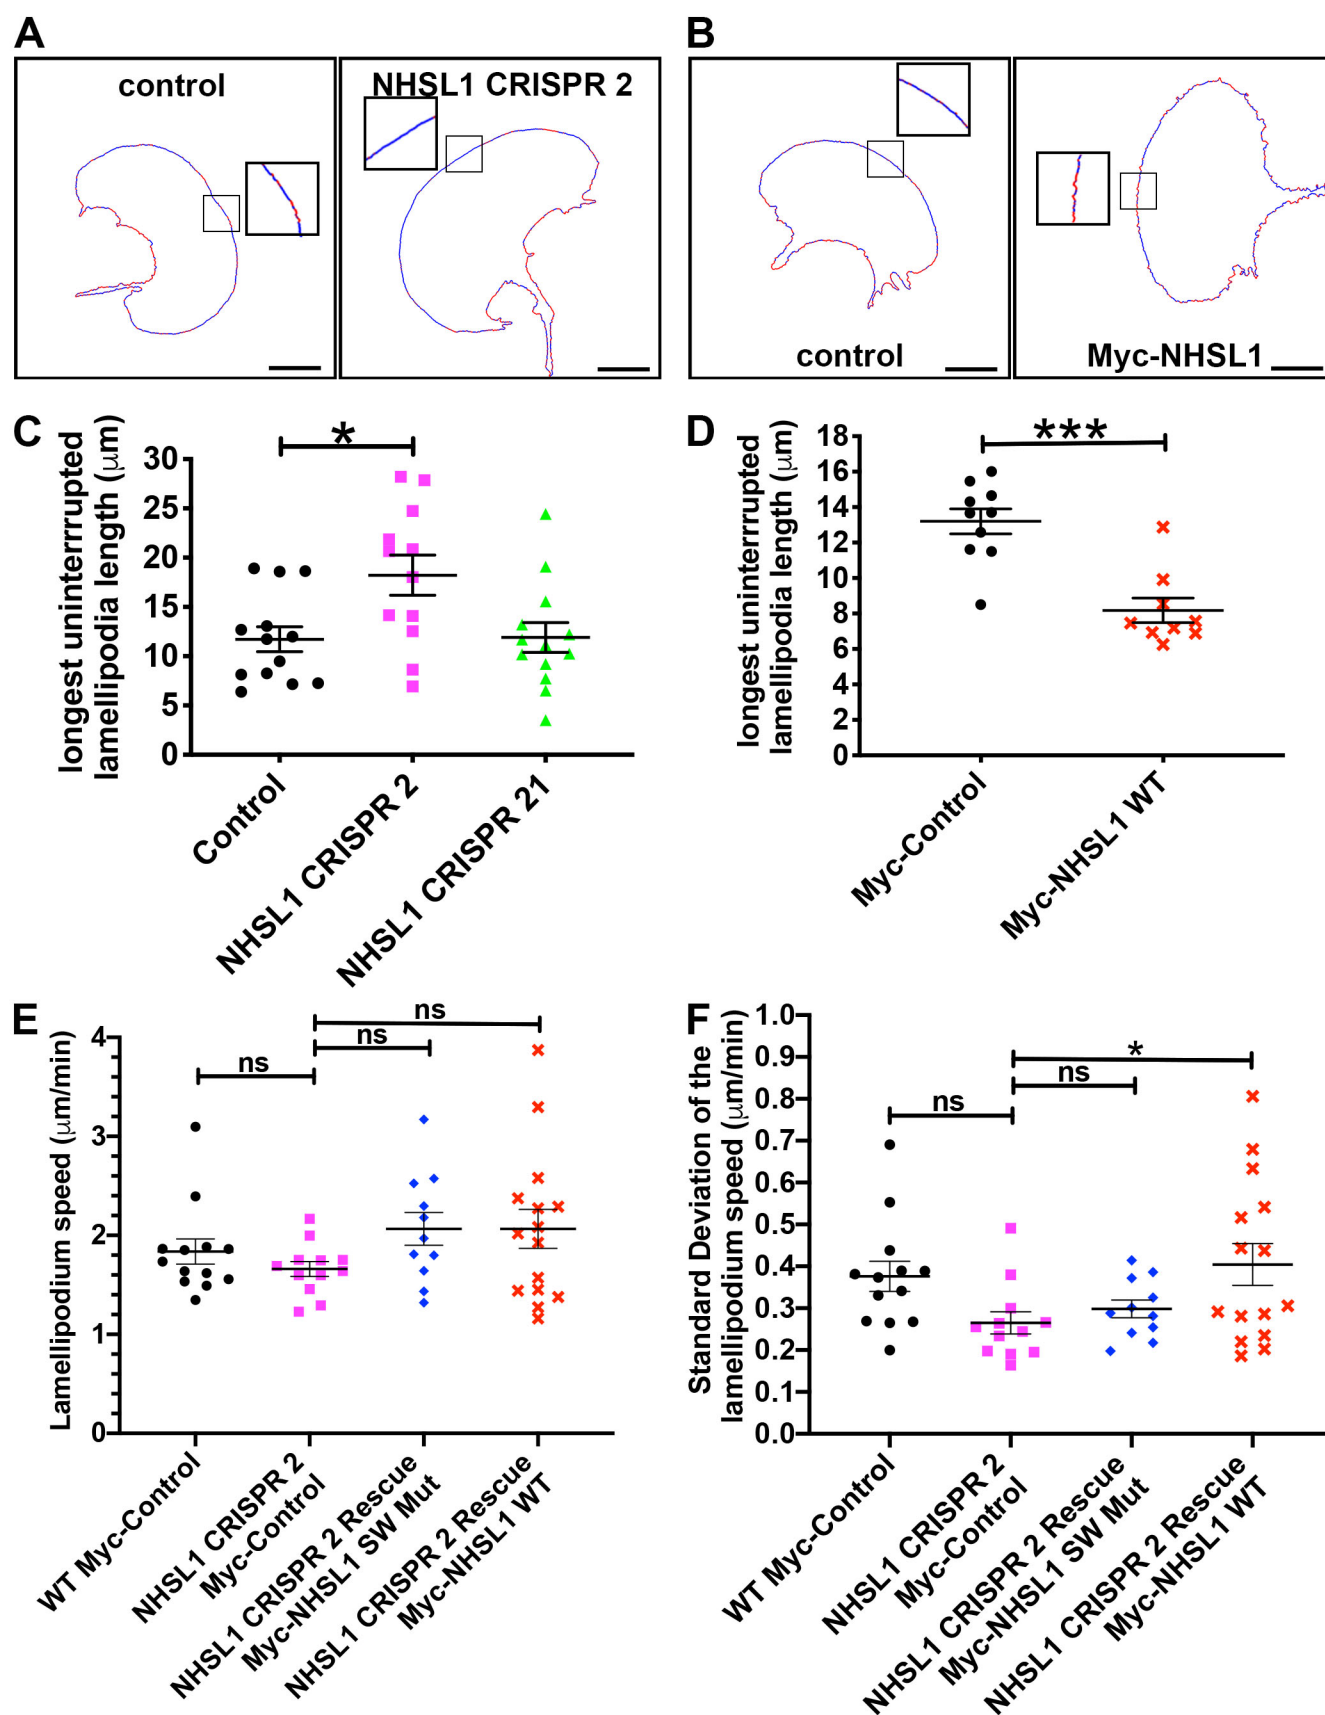 A
control
NHSL1 CRISPR 2
B
control
Myc-NHSL1
C
longest uninterrrupted
lamellipodia length (μm)
30
25
20
15
10
5
0
*
Control
NHSL1 CRISPR 2
NHSL1 CRISPR 21
D
longest uninterrupted
lamellipodia length (μm)
18
16
14
12
10
8
6
4
2
0
***
Myc-Control
Myc-NHSL1 WT
E
Lamellipodium speed (μm/min)
4
3
2
1
0
ns
ns
ns
WT Myc-Control
NHSL1 CRISPR 2
Myc-Control
NHSL1 CRISPR 2 Rescue
Myc-NHSL1 SW Mut
NHSL1 CRISPR 2 Rescue
Myc-NHSL1 WT
F
Standard Deviation of the
lamellipodium speed (μm/min)
1.0
0.9
0.8
0.7
0.6
0.5
0.4
0.3
0.2
0.1
0.0
ns
ns
*
WT Myc-Control
NHSL1 CRISPR 2
Myc-Control
NHSL1 CRISPR 2 Rescue
Myc-NHSL1 SW Mut
NHSL1 CRISPR 2 Rescue
Myc-NHSL1 WT